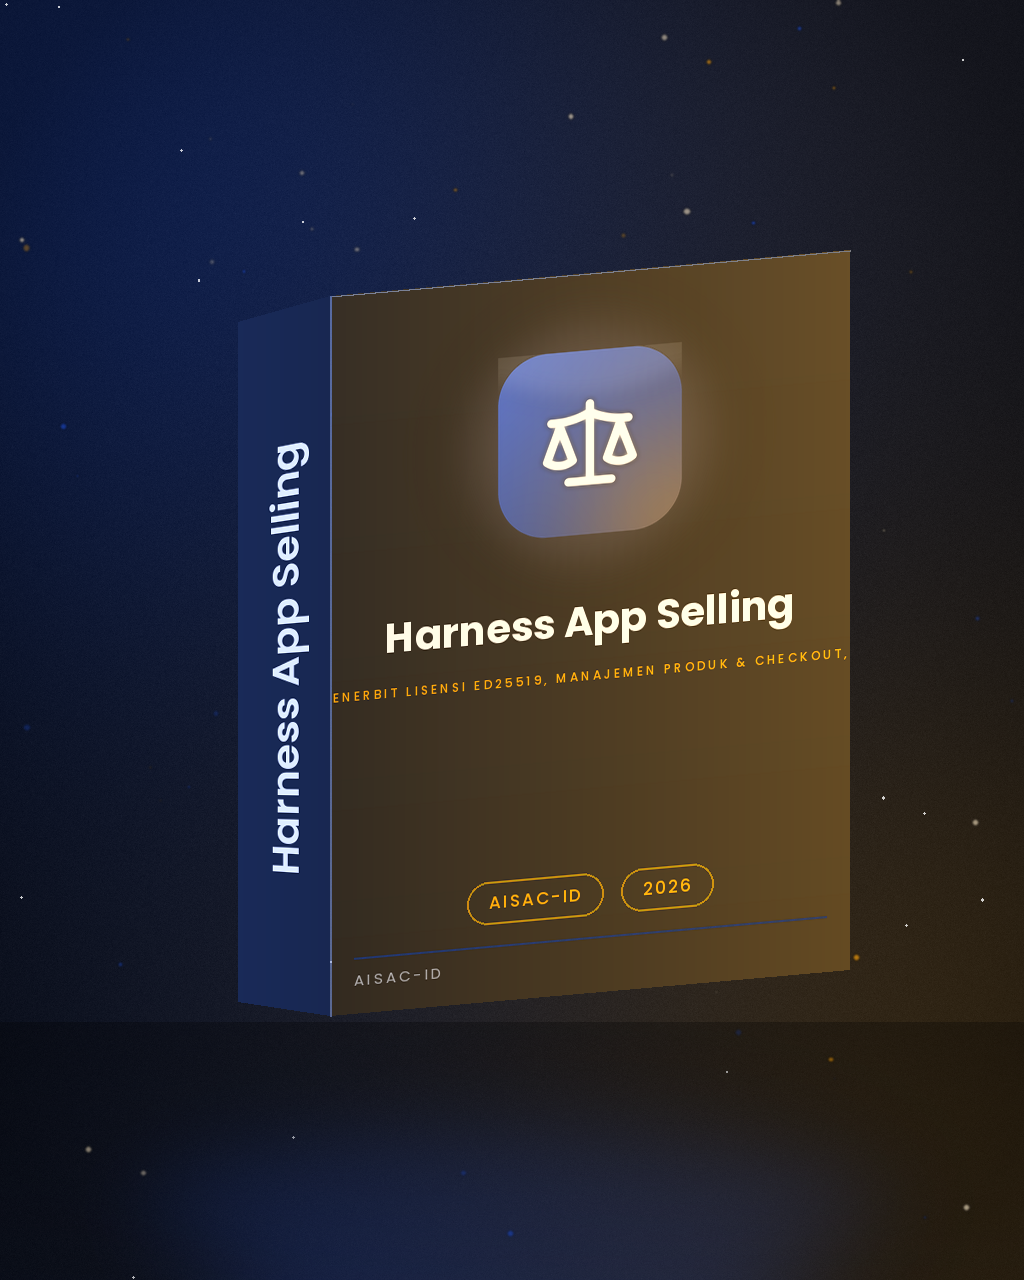 Harness App Selling
Harness App Selling
ENERBIT LISENSI ED25519, MANAJEMEN PRODUK & CHECKOUT,
AISAC-ID
2026
AISAC-ID